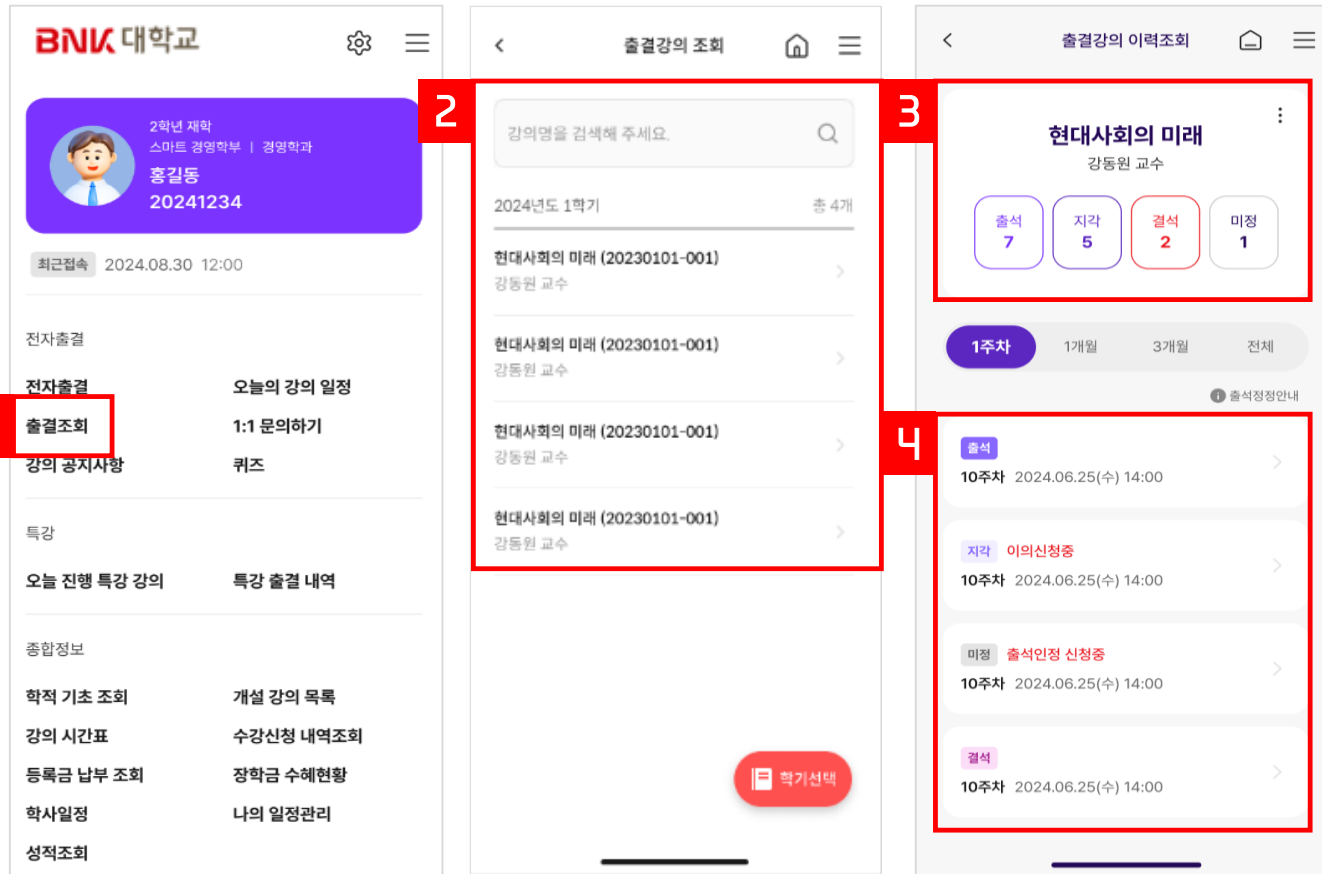 BNK 대학교
2학년 재학
스마트 경영학부 | 경영학과
홍길동
20241234
최근접속 2024.08.30 12:00
전자출결
전자출결 오늘의 강의 일정
출결조회 1:1 문의하기
강의 공지사항 퀴즈
특강
오늘 진행 특강 강의 특강 출결 내역
종합정보
학적 기초 조회 개설 강의 목록
강의 시간표 수강신청 내역조회
등록금 납부 조회 장학금 수혜현황
학사일정 나의 일정관리
성적조회
출결강의 조회
2
강의명을 검색해 주세요.
2024년도 1학기 총 4개
현대사회의 미래 (20230101-001)
강동원 교수
현대사회의 미래 (20230101-001)
강동원 교수
현대사회의 미래 (20230101-001)
강동원 교수
현대사회의 미래 (20230101-001)
강동원 교수
학기선택
출결강의 이력조회
3
현대사회의 미래
강동원 교수
출석 지각 결석 미정
7 5 2 1
1주차 1개월 3개월 전체
출석정정안내
4
출석
10주차 2024.06.25(수) 14:00
지각 이의신청중
10주차 2024.06.25(수) 14:00
미정 출석인정 신청중
10주차 2024.06.25(수) 14:00
결석
10주차 2024.06.25(수) 14:00